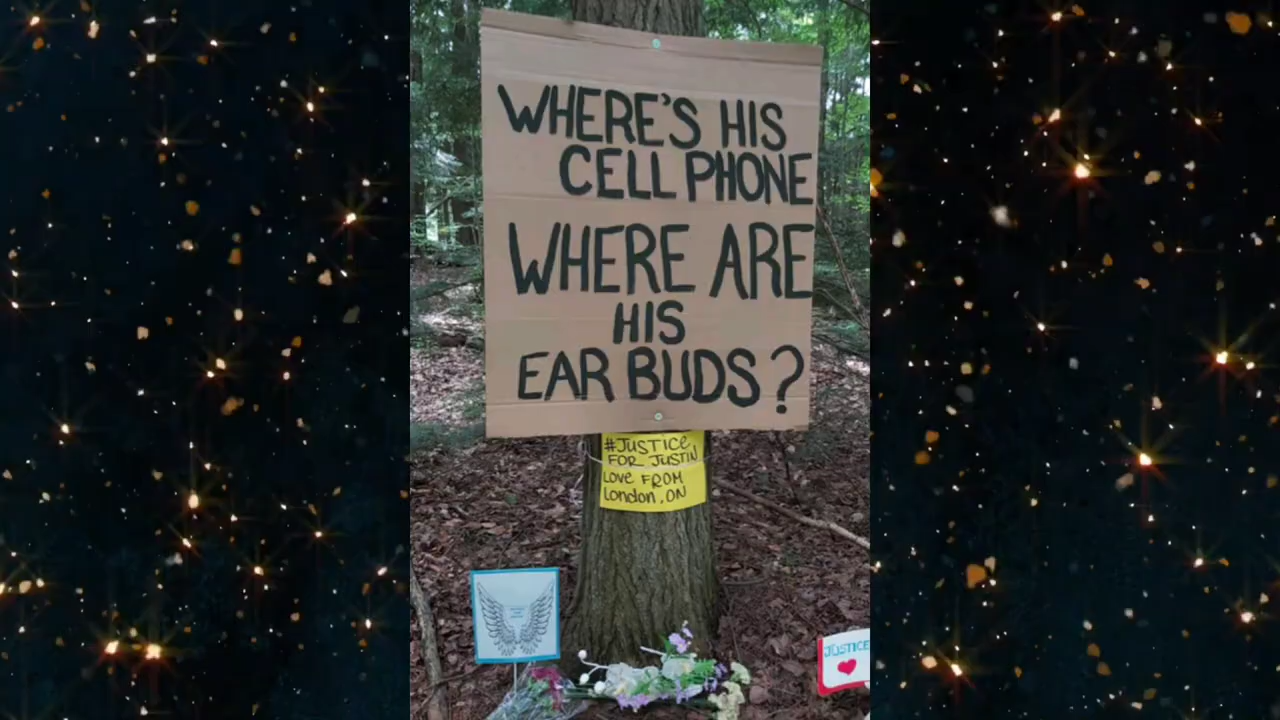 WHERE'S HIS
CELL PHONE
WHERE ARE
HIS
EAR BUDS?
#JUSTICE
FOR JUSTIN
LOVE FROM
London, ON
JUSTICE